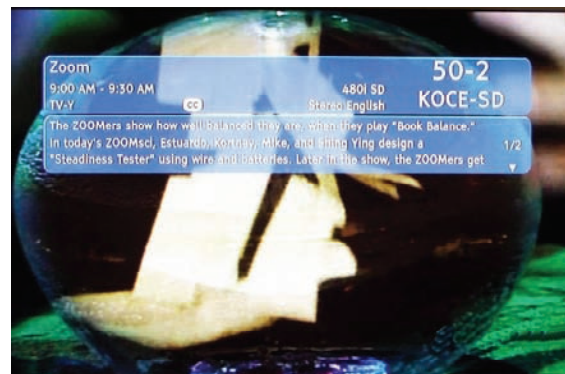 Zoom
50-2
9:00 AM - 9:30 AM
480i SD
TV-Y
CC
Stereo English
KOCE-SD
The ZOOMers show how well balanced they are, when they play "Book Balance."
In today's ZOOMsci, Estuardo, Kortney, Mike, and Shing Ying design a
1/2
"Steadiness Tester" using wire and batteries. Later in the show, the ZOOMers get